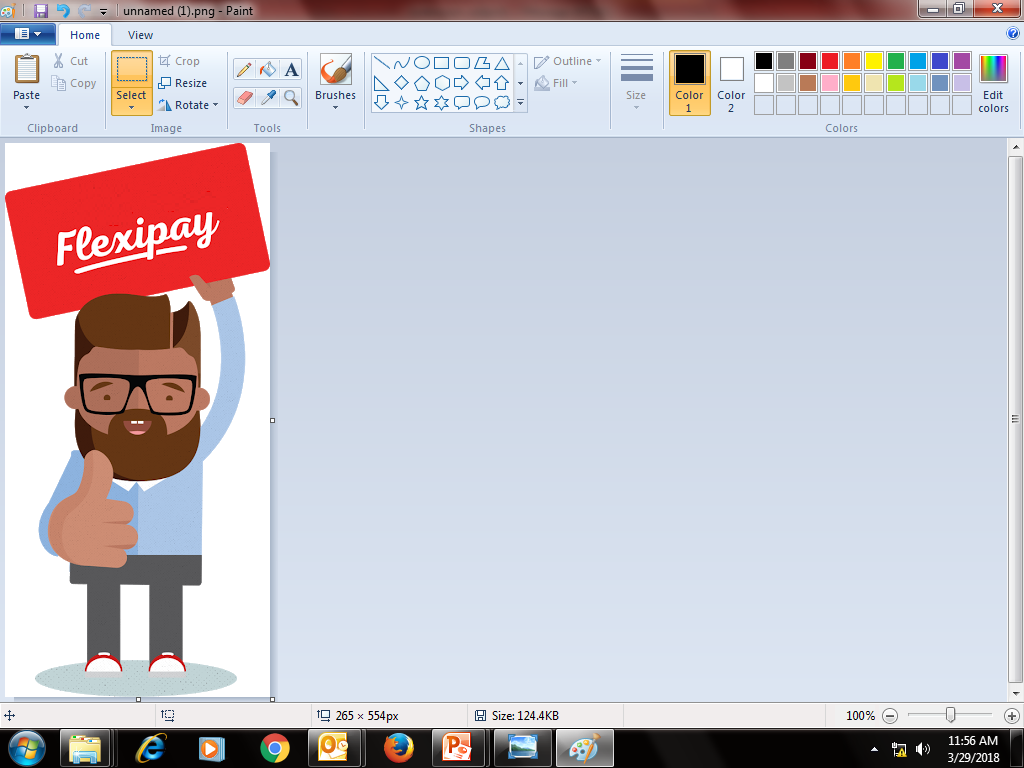 unnamed (1).png - Paint
Home
View
Paste
Cut
Copy
Clipboard
Select
Crop
Resize
Rotate
Image
A
Tools
Brushes
Shapes
Outline
Fill
Size
Color
1
Color
2
Edit
colors
Colors
Flexipay
265 × 554px
Size: 124.4KB
100%
11:56 AM
3/29/2018